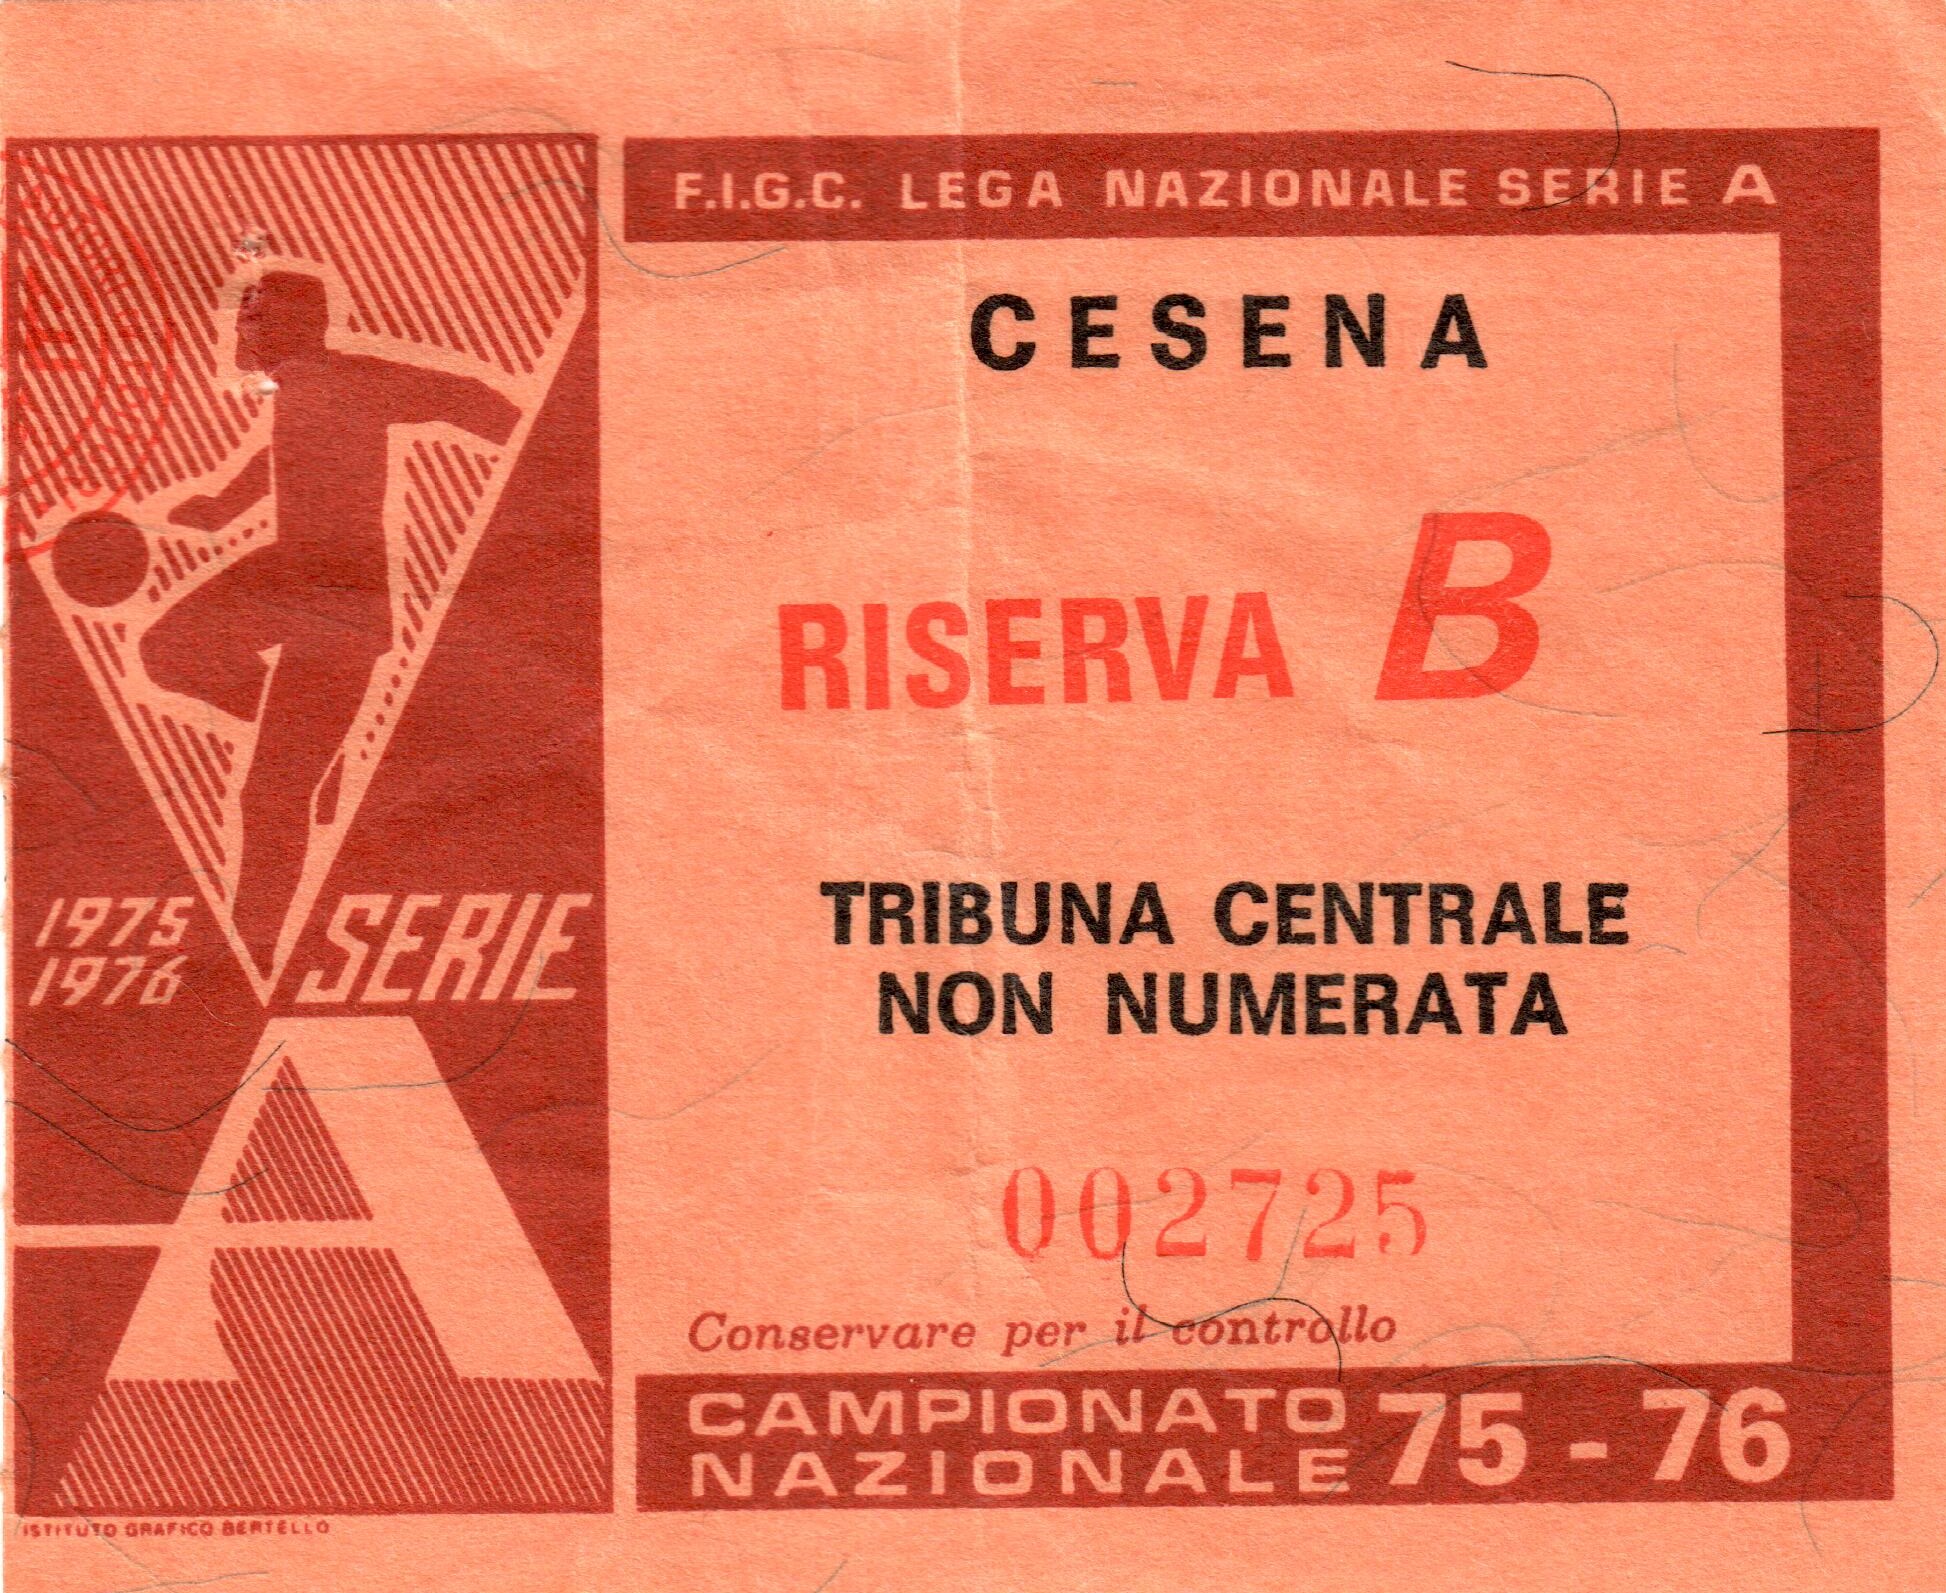 F.I.G.C. LEGA NAZIONALE SERIE A
CESENA
RISERVA B
TRIBUNA CENTRALE
NON NUMERATA
002725
Conservare per il controllo
CAMPIONATO
NAZIONALE 75 - 76
1975
1976
SERIE
A
ISTITUTO GRAFICO BERTELLO